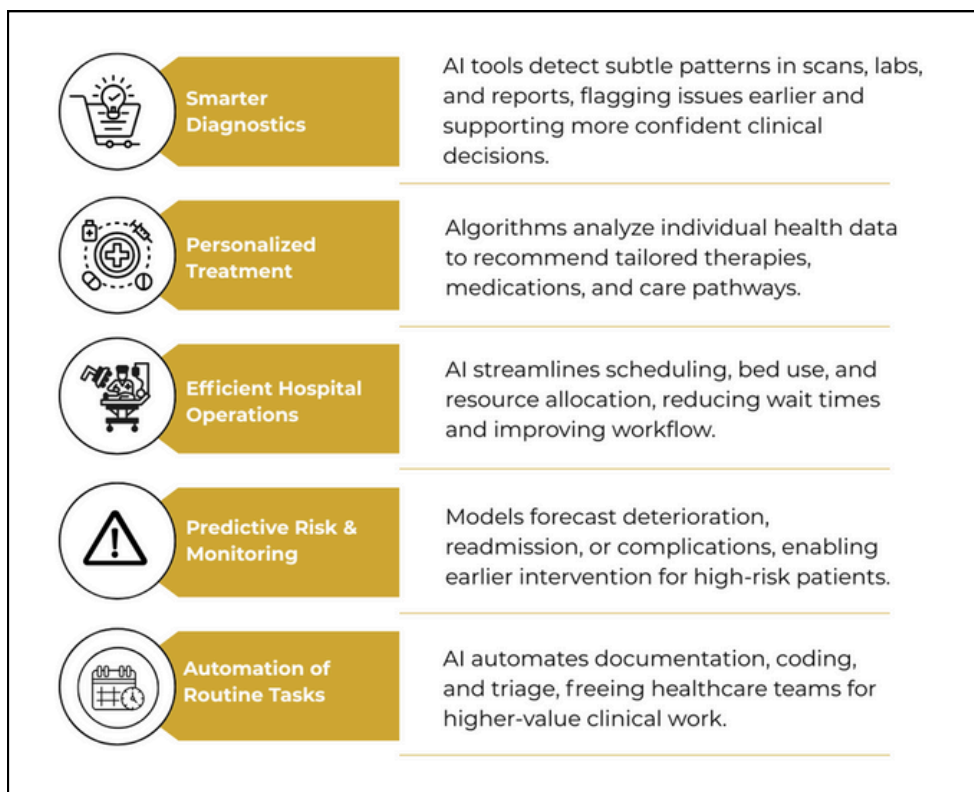 Smarter
Diagnostics
AI tools detect subtle patterns in scans, labs,
and reports, flagging issues earlier and
supporting more confident clinical
decisions.
Personalized
Treatment
Algorithms analyze individual health data
to recommend tailored therapies,
medications, and care pathways.
Efficient Hospital
Operations
AI streamlines scheduling, bed use, and
resource allocation, reducing wait times
and improving workflow.
Predictive Risk &
Monitoring
Models forecast deterioration,
readmission, or complications, enabling
earlier intervention for high-risk patients.
Automation of
Routine Tasks
AI automates documentation, coding,
and triage, freeing healthcare teams for
higher-value clinical work.